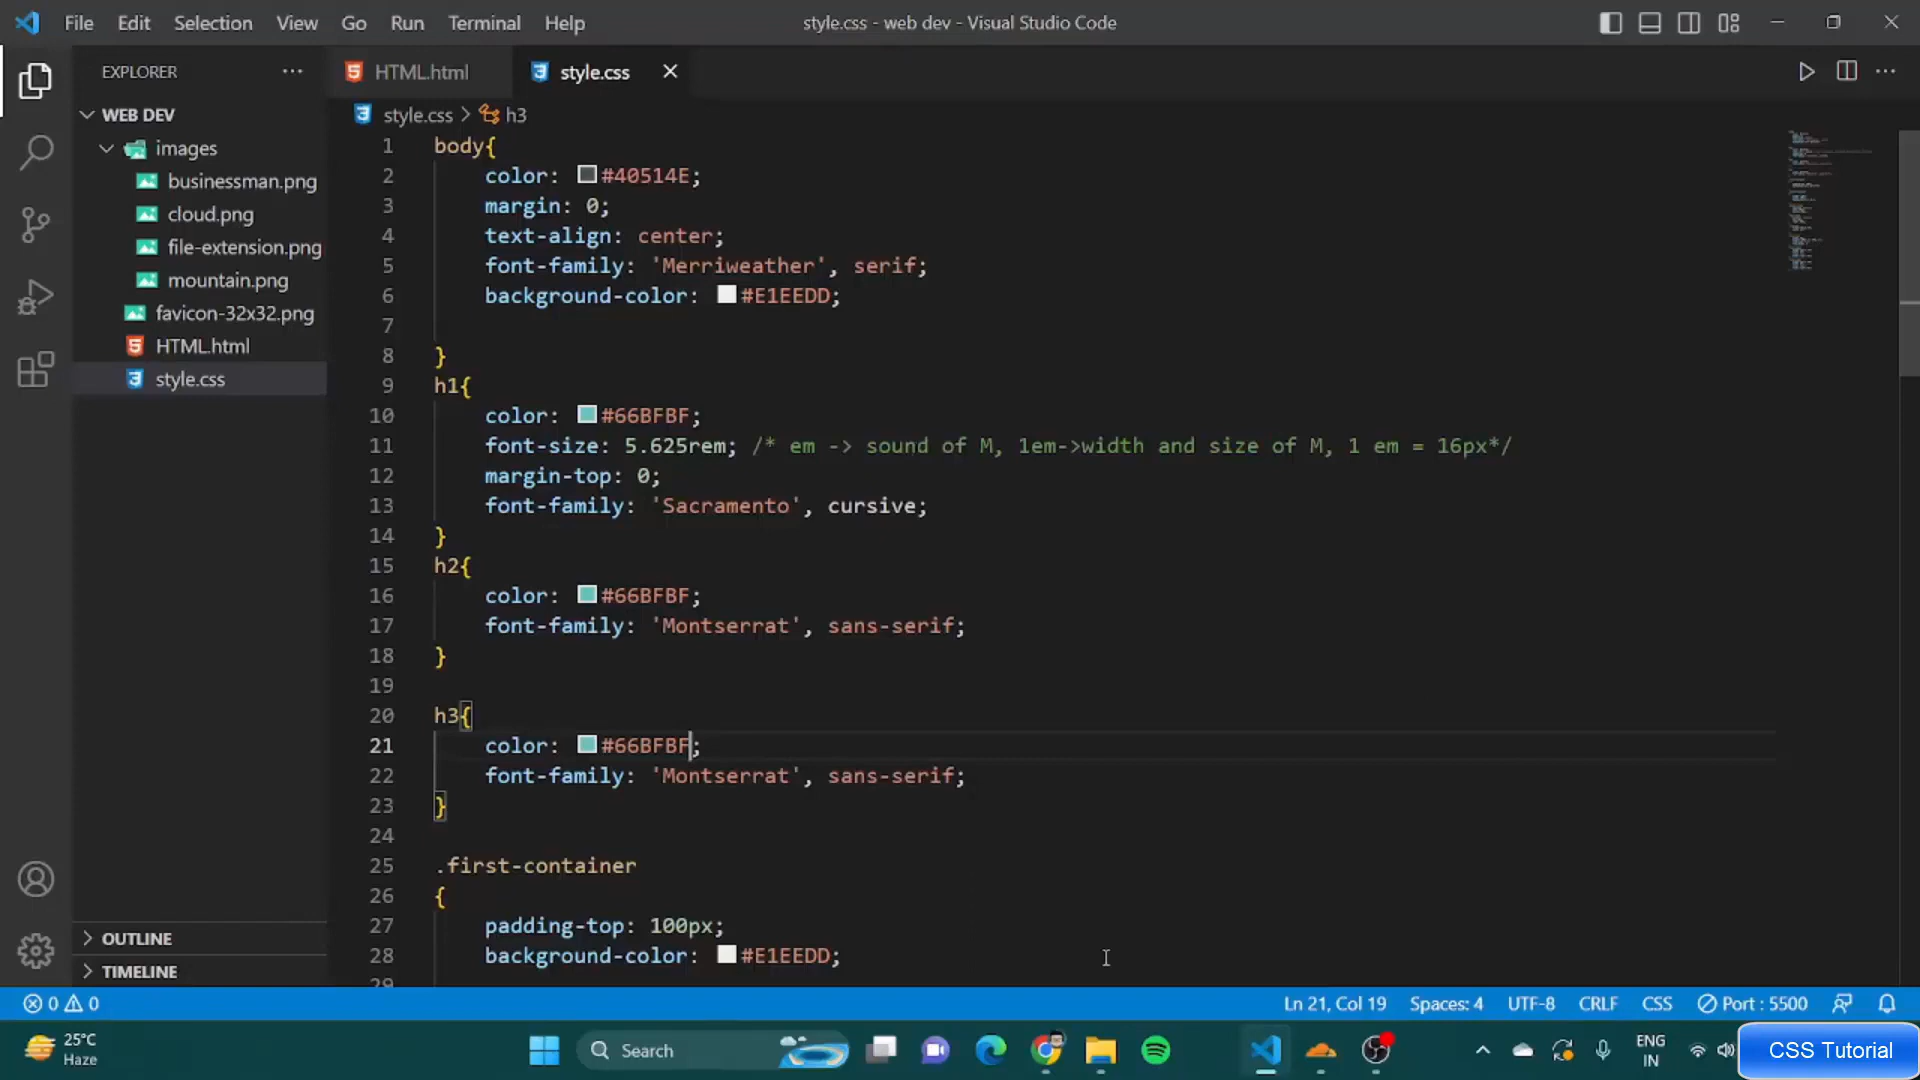 File Edit Selection View Go Run Terminal Help style.css - web dev - Visual Studio Code
EXPLORER
HTML.html
style.css
WEB DEV
images
businessman.png
cloud.png
file-extension.png
mountain.png
favicon-32x32.png
HTML.html
style.css
OUTLINE
TIMELINE
style.css > h3
1 body{
2 color: #40514E;
3 margin: 0;
4 text-align: center;
5 font-family: 'Merriweather', serif;
6 background-color: #E1EEDD;
7
8 }
9 h1{
10 color: #66BFBF;
11 font-size: 5.625rem; /* em -> sound of M, 1em->width and size of M, 1 em = 16px*/
12 margin-top: 0;
13 font-family: 'Sacramento', cursive;
14 }
15 h2{
16 color: #66BFBF;
17 font-family: 'Montserrat', sans-serif;
18 }
19
20 h3{
21 color: #66BFBF;
22 font-family: 'Montserrat', sans-serif;
23 }
24
25 .first-container
26 {
27 padding-top: 100px;
28 background-color: #E1EEDD;
29
0 0 Ln 21, Col 19 Spaces: 4 UTF-8 CRLF CSS Port : 5500
25°C
Haze
Search
ENG
IN
CSS Tutorial